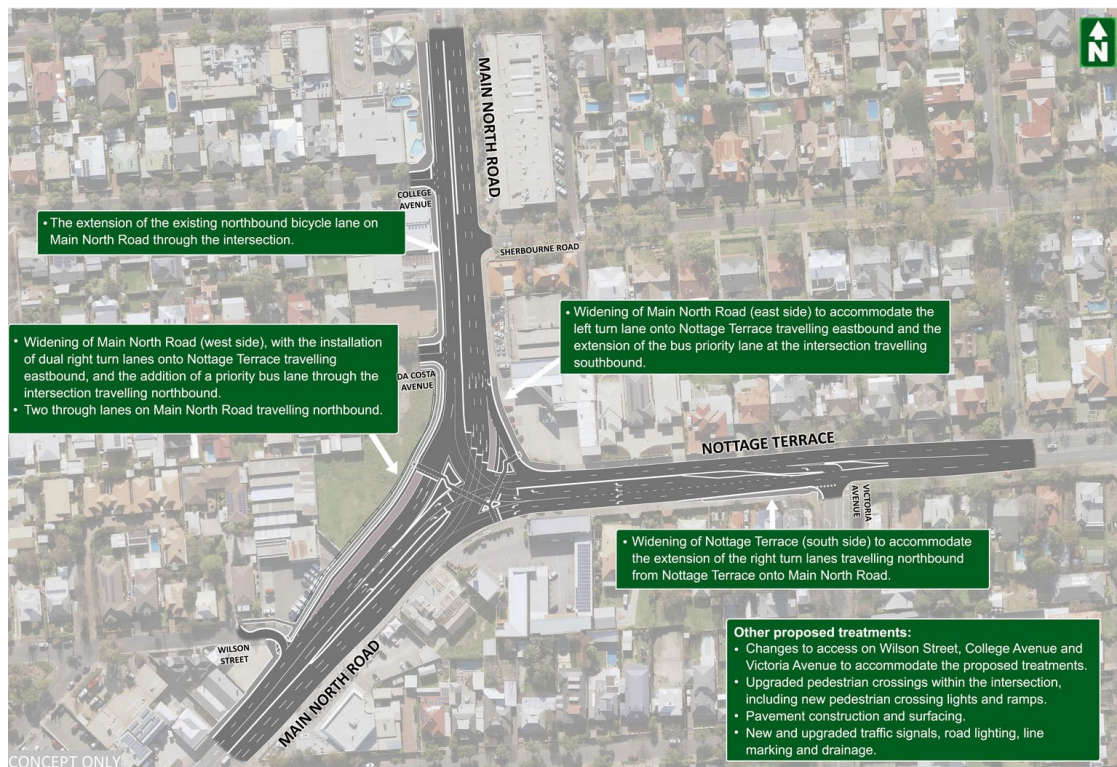 N
MAIN NORTH ROAD
COLLEGE
AVENUE
• The extension of the existing northbound bicycle lane on
Main North Road through the intersection.
SHERBOURNE ROAD
• Widening of Main North Road (east side) to accommodate the
left turn lane onto Nottage Terrace travelling eastbound and the
extension of the bus priority lane at the intersection travelling
southbound.
• Widening of Main North Road (west side), with the installation
of dual right turn lanes onto Nottage Terrace travelling
eastbound, and the addition of a priority bus lane through the
intersection travelling northbound.
• Two through lanes on Main North Road travelling northbound.
DA COSTA
AVENUE
NOTTAGE TERRACE
VICTORIA
AVENUE
• Widening of Nottage Terrace (south side) to accommodate
the extension of the right turn lanes travelling northbound
from Nottage Terrace onto Main North Road.
WILSON
STREET
MAIN NORTH ROAD
Other proposed treatments:
• Changes to access on Wilson Street, College Avenue and
Victoria Avenue to accommodate the proposed treatments.
• Upgraded pedestrian crossings within the intersection,
including new pedestrian crossing lights and ramps.
• Pavement construction and surfacing.
• New and upgraded traffic signals, road lighting, line
marking and drainage.
CONCEPT ONLY